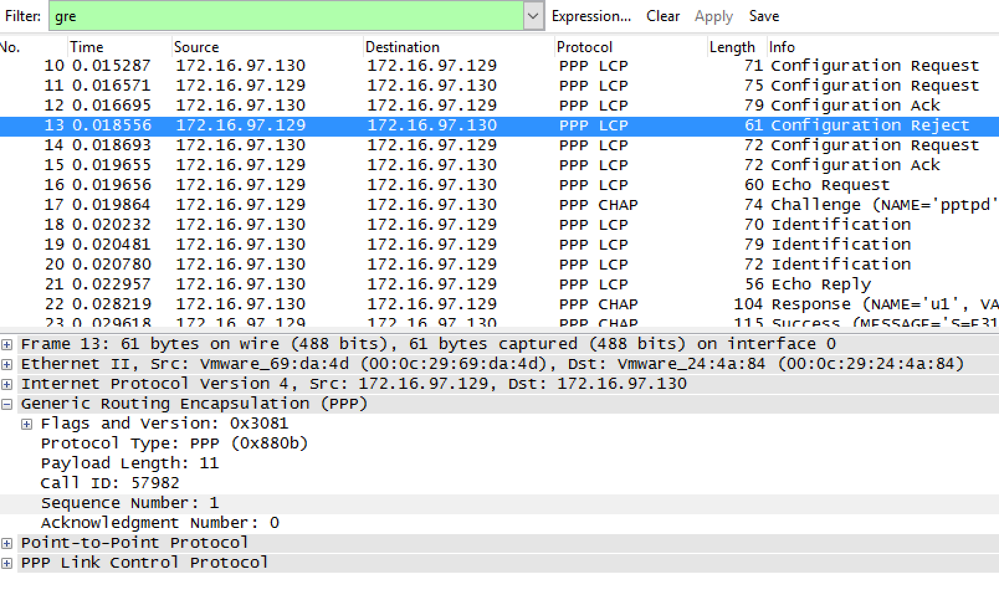 Filter: gre Expression... Clear Apply Save
No. Time Source Destination Protocol Length Info
10 0.015287 172.16.97.130 172.16.97.129 PPP LCP 71 Configuration Request
11 0.016571 172.16.97.129 172.16.97.130 PPP LCP 75 Configuration Request
12 0.016695 172.16.97.130 172.16.97.129 PPP LCP 79 Configuration Ack
13 0.018556 172.16.97.129 172.16.97.130 PPP LCP 61 Configuration Reject
14 0.018693 172.16.97.130 172.16.97.129 PPP LCP 72 Configuration Request
15 0.019655 172.16.97.129 172.16.97.130 PPP LCP 72 Configuration Ack
16 0.019656 172.16.97.129 172.16.97.130 PPP LCP 60 Echo Request
17 0.019864 172.16.97.129 172.16.97.130 PPP CHAP 74 Challenge (NAME='pptpd'
18 0.020232 172.16.97.130 172.16.97.129 PPP LCP 70 Identification
19 0.020481 172.16.97.130 172.16.97.129 PPP LCP 79 Identification
20 0.020780 172.16.97.130 172.16.97.129 PPP LCP 72 Identification
21 0.022957 172.16.97.130 172.16.97.129 PPP LCP 56 Echo Reply
22 0.028219 172.16.97.130 172.16.97.129 PPP CHAP 104 Response (NAME='u1', VA
23 0.029618 172.16.97.129 172.16.97.130 PPP CHAP 115 Success (MESSAGE='S=E31
Frame 13: 61 bytes on wire (488 bits), 61 bytes captured (488 bits) on interface 0
Ethernet II, Src: Vmware_69:da:4d (00:0c:29:69:da:4d), Dst: Vmware_24:4a:84 (00:0c:29:24:4a:84)
Internet Protocol Version 4, Src: 172.16.97.129, Dst: 172.16.97.130
Generic Routing Encapsulation (PPP)
Flags and Version: 0x3081
Protocol Type: PPP (0x880b)
Payload Length: 11
Call ID: 57982
Sequence Number: 1
Acknowledgment Number: 0
Point-to-Point Protocol
PPP Link Control Protocol